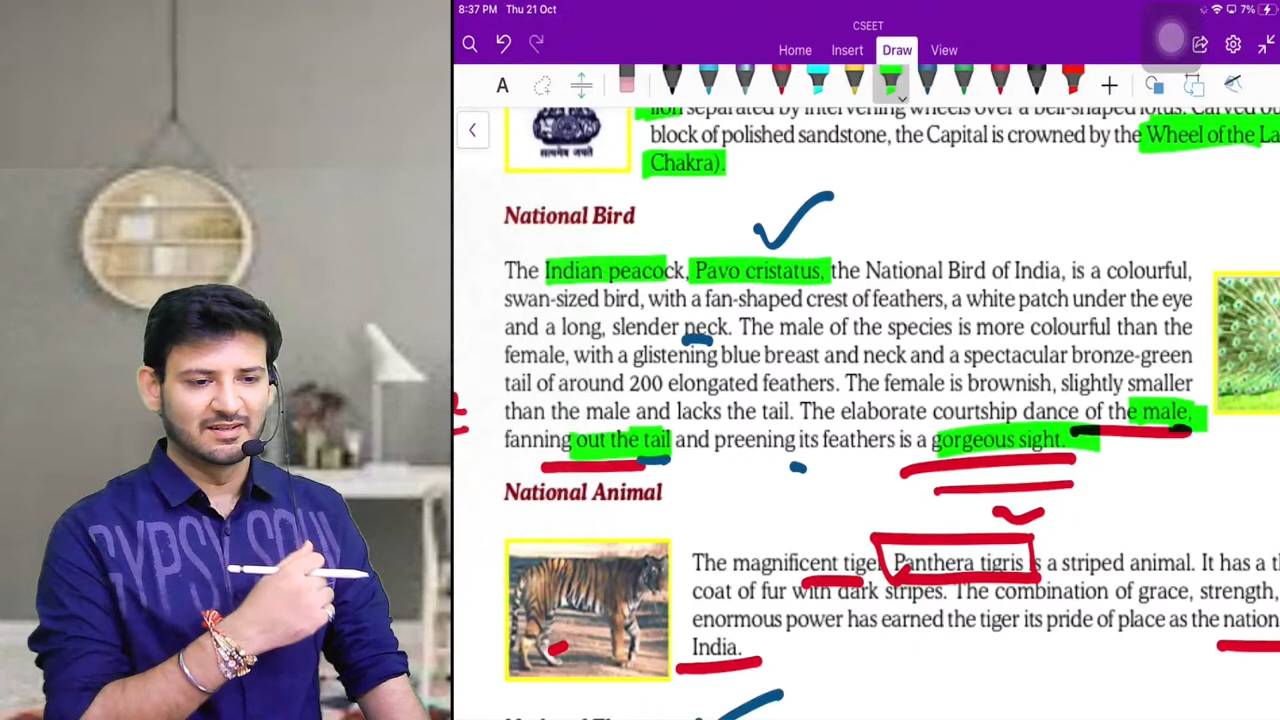 8:37 PM Thu 21 Oct
7%
CSEET
Home Insert Draw View
A
lion separated by intervening wheels over a bell-shaped lotus. Carved ou
block of polished sandstone, the Capital is crowned by the Wheel of the La
सत्यमेव जयते
Chakra).
National Bird
The Indian peacock, Pavo cristatus, the National Bird of India, is a colourful,
swan-sized bird, with a fan-shaped crest of feathers, a white patch under the eye
and a long, slender neck. The male of the species is more colourful than the
female, with a glistening blue breast and neck and a spectacular bronze-green
tail of around 200 elongated feathers. The female is brownish, slightly smaller
than the male and lacks the tail. The elaborate courtship dance of the male,
fanning out the tail and preening its feathers is a gorgeous sight.
National Animal
The magnificent tiger Panthera tigris is a striped animal. It has a th
coat of fur with dark stripes. The combination of grace, strength,
enormous power has earned the tiger its pride of place as the nation
India.
GYPSY SOUL